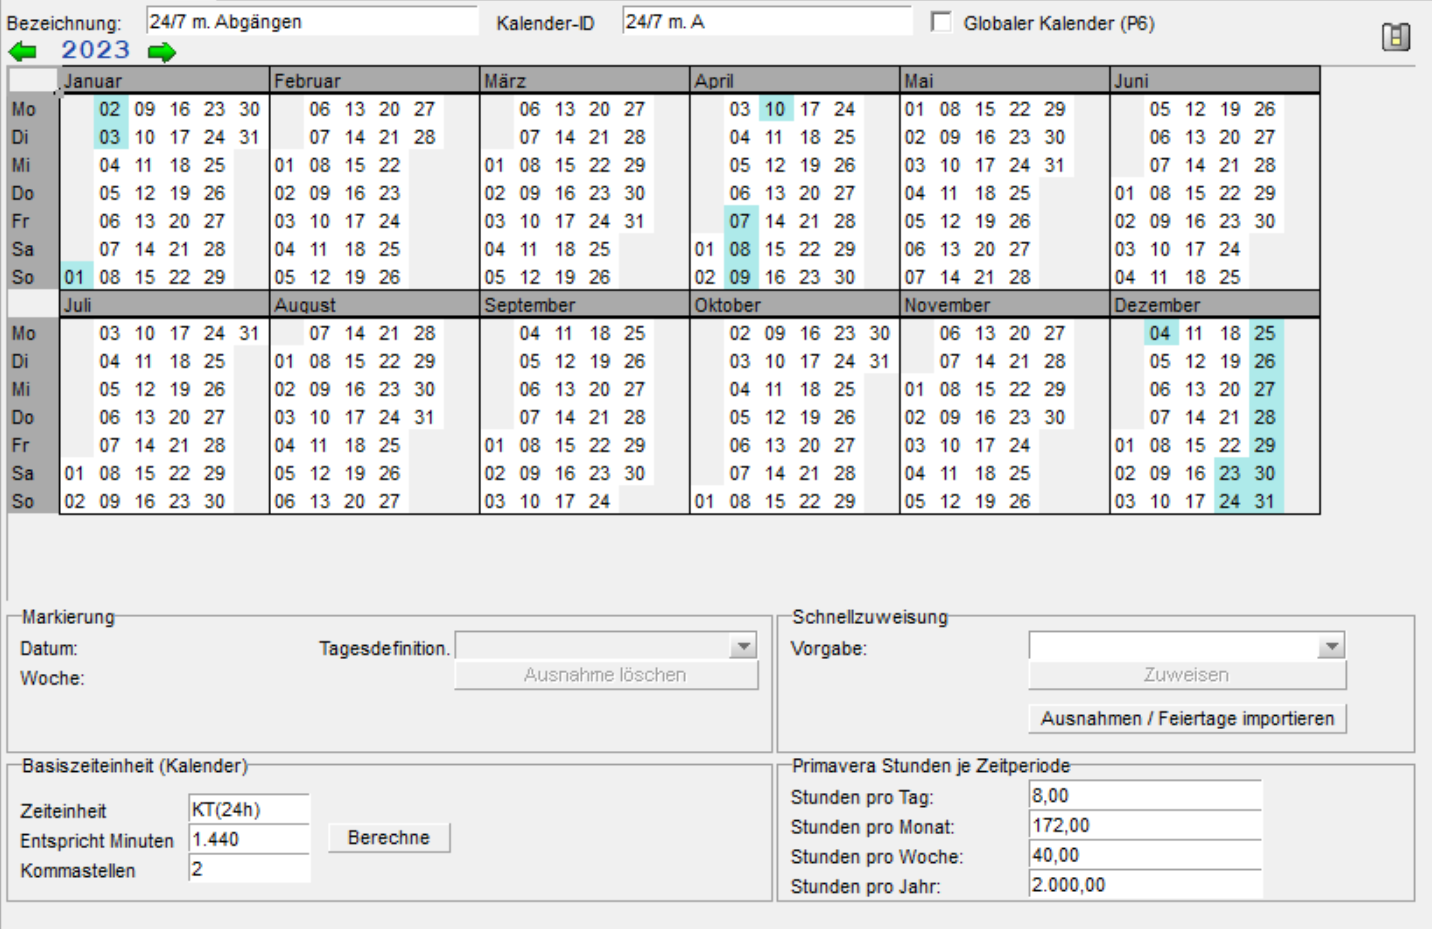 Bezeichnung: 24/7 m. Abgängen Kalender-ID 24/7 m. A Globaler Kalender (P6)
2023
Januar Februar März April Mai Juni
Mo 02 09 16 23 30 06 13 20 27 06 13 20 27 03 10 17 24 01 08 15 22 29 05 12 19 26
Di 03 10 17 24 31 07 14 21 28 07 14 21 28 04 11 18 25 02 09 16 23 30 06 13 20 27
Mi 04 11 18 25 01 08 15 22 01 08 15 22 29 05 12 19 26 03 10 17 24 31 07 14 21 28
Do 05 12 19 26 02 09 16 23 02 09 16 23 30 06 13 20 27 04 11 18 25 01 08 15 22 29
Fr 06 13 20 27 03 10 17 24 03 10 17 24 31 07 14 21 28 05 12 19 26 02 09 16 23 30
Sa 07 14 21 28 04 11 18 25 04 11 18 25 01 08 15 22 29 06 13 20 27 03 10 17 24
So 01 08 15 22 29 05 12 19 26 05 12 19 26 02 09 16 23 30 07 14 21 28 04 11 18 25
Juli August September Oktober November Dezember
Mo 03 10 17 24 31 07 14 21 28 04 11 18 25 02 09 16 23 30 06 13 20 27 04 11 18 25
Di 04 11 18 25 01 08 15 22 29 05 12 19 26 03 10 17 24 31 07 14 21 28 05 12 19 26
Mi 05 12 19 26 02 09 16 23 30 06 13 20 27 04 11 18 25 01 08 15 22 29 06 13 20 27
Do 06 13 20 27 03 10 17 24 31 07 14 21 28 05 12 19 26 02 09 16 23 30 07 14 21 28
Fr 07 14 21 28 04 11 18 25 01 08 15 22 29 06 13 20 27 03 10 17 24 01 08 15 22 29
Sa 01 08 15 22 29 05 12 19 26 02 09 16 23 30 07 14 21 28 04 11 18 25 02 09 16 23 30
So 02 09 16 23 30 06 13 20 27 03 10 17 24 01 08 15 22 29 05 12 19 26 03 10 17 24 31
Markierung
Datum: Tagesdefinition.
Woche: Ausnahme löschen
Schnellzuweisung
Vorgabe:
Zuweisen
Ausnahmen / Feiertage importieren
Basiszeiteinheit (Kalender)
Zeiteinheit KT(24h)
Entspricht Minuten 1.440 Berechne
Kommastellen 2
Primavera Stunden je Zeitperiode
Stunden pro Tag: 8,00
Stunden pro Monat: 172,00
Stunden pro Woche: 40,00
Stunden pro Jahr: 2.000,00